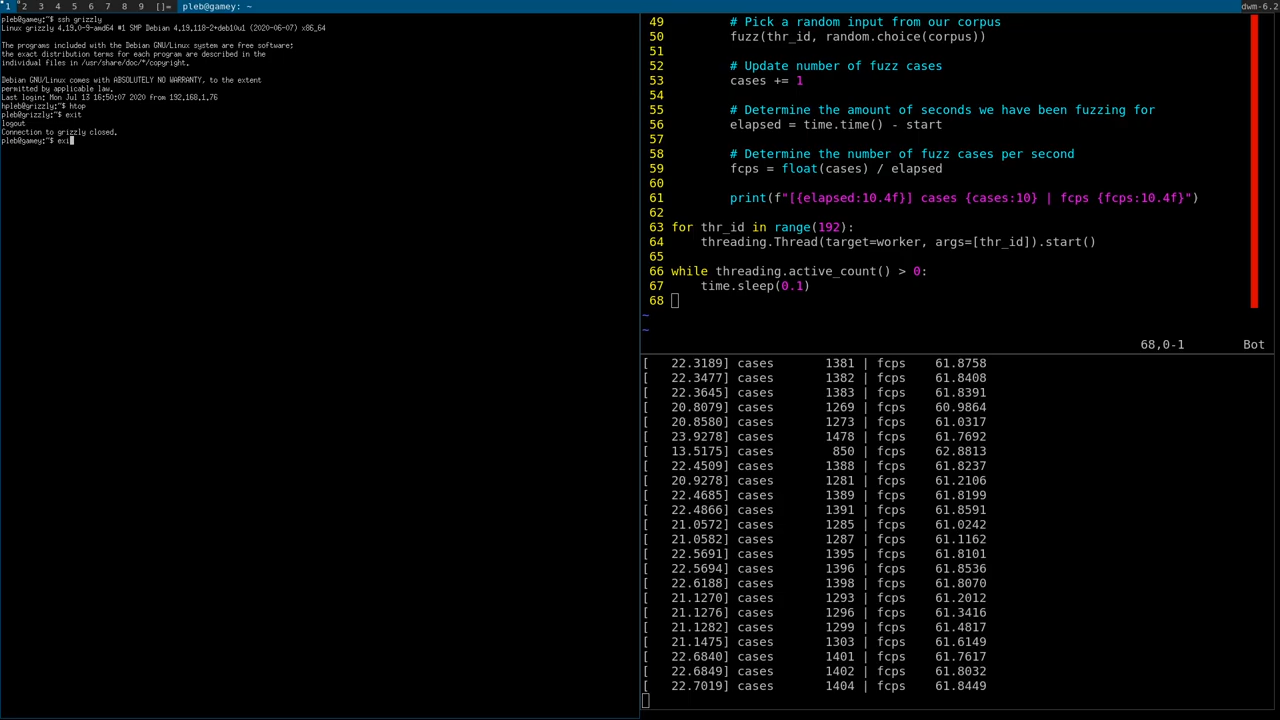 1 2 3 4 5 6 7 8 9 []= pleb@gamey: ~ dwm-6.2
pleb@gamey:~$ ssh grizzly
Linux grizzly 4.19.0-9-amd64 #1 SMP Debian 4.19.118-2+deb10u1 (2020-06-07) x86_64
The programs included with the Debian GNU/Linux system are free software;
the exact distribution terms for each program are described in the
individual files in /usr/share/doc/*/copyright.
Debian GNU/Linux comes with ABSOLUTELY NO WARRANTY, to the extent
permitted by applicable law.
Last login: Mon Jul 13 16:50:07 2020 from 192.168.1.76
hpleb@grizzly:~$ htop
pleb@grizzly:~$ exit
logout
Connection to grizzly closed.
pleb@gamey:~$ exi
49 # Pick a random input from our corpus
50 fuzz(thr_id, random.choice(corpus))
51
52 # Update number of fuzz cases
53 cases += 1
54
55 # Determine the amount of seconds we have been fuzzing for
56 elapsed = time.time() - start
57
58 # Determine the number of fuzz cases per second
59 fcps = float(cases) / elapsed
60
61 print(f"[{elapsed:10.4f}] cases {cases:10} | fcps {fcps:10.4f}")
62
63 for thr_id in range(192):
64 threading.Thread(target=worker, args=[thr_id]).start()
65
66 while threading.active_count() > 0:
67 time.sleep(0.1)
68
~
~
68,0-1 Bot
[ 22.3189] cases 1381 | fcps 61.8758
[ 22.3477] cases 1382 | fcps 61.8408
[ 22.3645] cases 1383 | fcps 61.8391
[ 20.8079] cases 1269 | fcps 60.9864
[ 20.8580] cases 1273 | fcps 61.0317
[ 23.9278] cases 1478 | fcps 61.7692
[ 13.5175] cases 850 | fcps 62.8813
[ 22.4509] cases 1388 | fcps 61.8237
[ 20.9278] cases 1281 | fcps 61.2106
[ 22.4685] cases 1389 | fcps 61.8199
[ 22.4866] cases 1391 | fcps 61.8591
[ 21.0572] cases 1285 | fcps 61.0242
[ 21.0582] cases 1287 | fcps 61.1162
[ 22.5691] cases 1395 | fcps 61.8101
[ 22.5694] cases 1396 | fcps 61.8536
[ 22.6188] cases 1398 | fcps 61.8070
[ 21.1270] cases 1293 | fcps 61.2012
[ 21.1276] cases 1296 | fcps 61.3416
[ 21.1282] cases 1299 | fcps 61.4817
[ 21.1475] cases 1303 | fcps 61.6149
[ 22.6840] cases 1401 | fcps 61.7617
[ 22.6849] cases 1402 | fcps 61.8032
[ 22.7019] cases 1404 | fcps 61.8449